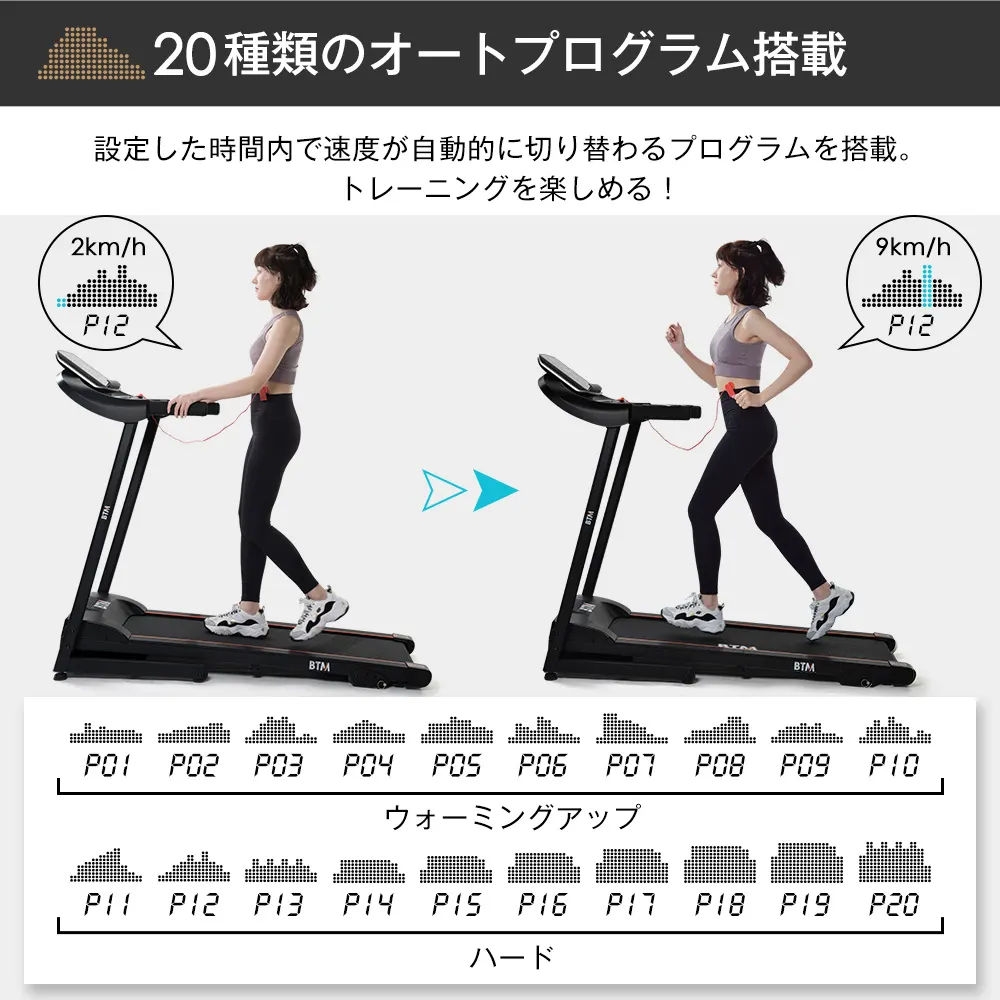 20種類のオートプログラム搭載
設定した時間内で速度が自動的に切り替わるプログラムを搭載。
トレーニングを楽しめる！
2km/h
P12
9km/h
P12
BTM
BTM
BTM
BTM
BTM
P01 P02 P03 P04 P05 P06 P07 P08 P09 P10
ウォーミングアップ
P11 P12 P13 P14 P15 P16 P17 P18 P19 P20
ハード